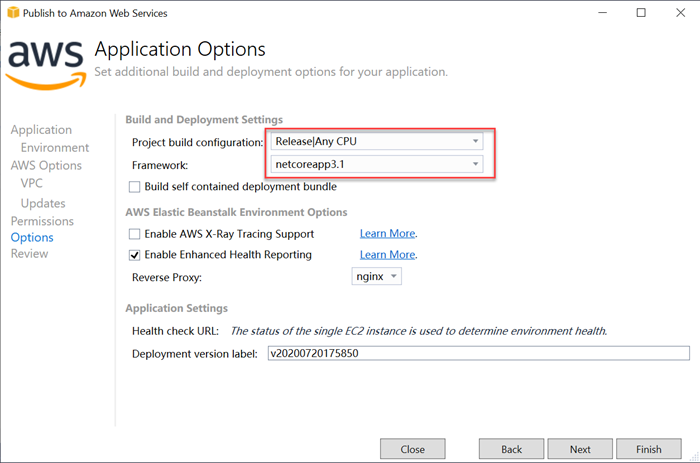 Publish to Amazon Web Services
aws
Application Options
Set additional build and deployment options for your application.
Application
Environment
AWS Options
VPC
Updates
Permissions
Options
Review
Build and Deployment Settings
Project build configuration: Release|Any CPU
Framework: netcoreapp3.1
Build self contained deployment bundle
AWS Elastic Beanstalk Environment Options
Enable AWS X-Ray Tracing Support Learn More.
Enable Enhanced Health Reporting Learn More.
Reverse Proxy: nginx
Application Settings
Health check URL: The status of the single EC2 instance is used to determine environment health.
Deployment version label: v20200720175850
Close Back Next Finish